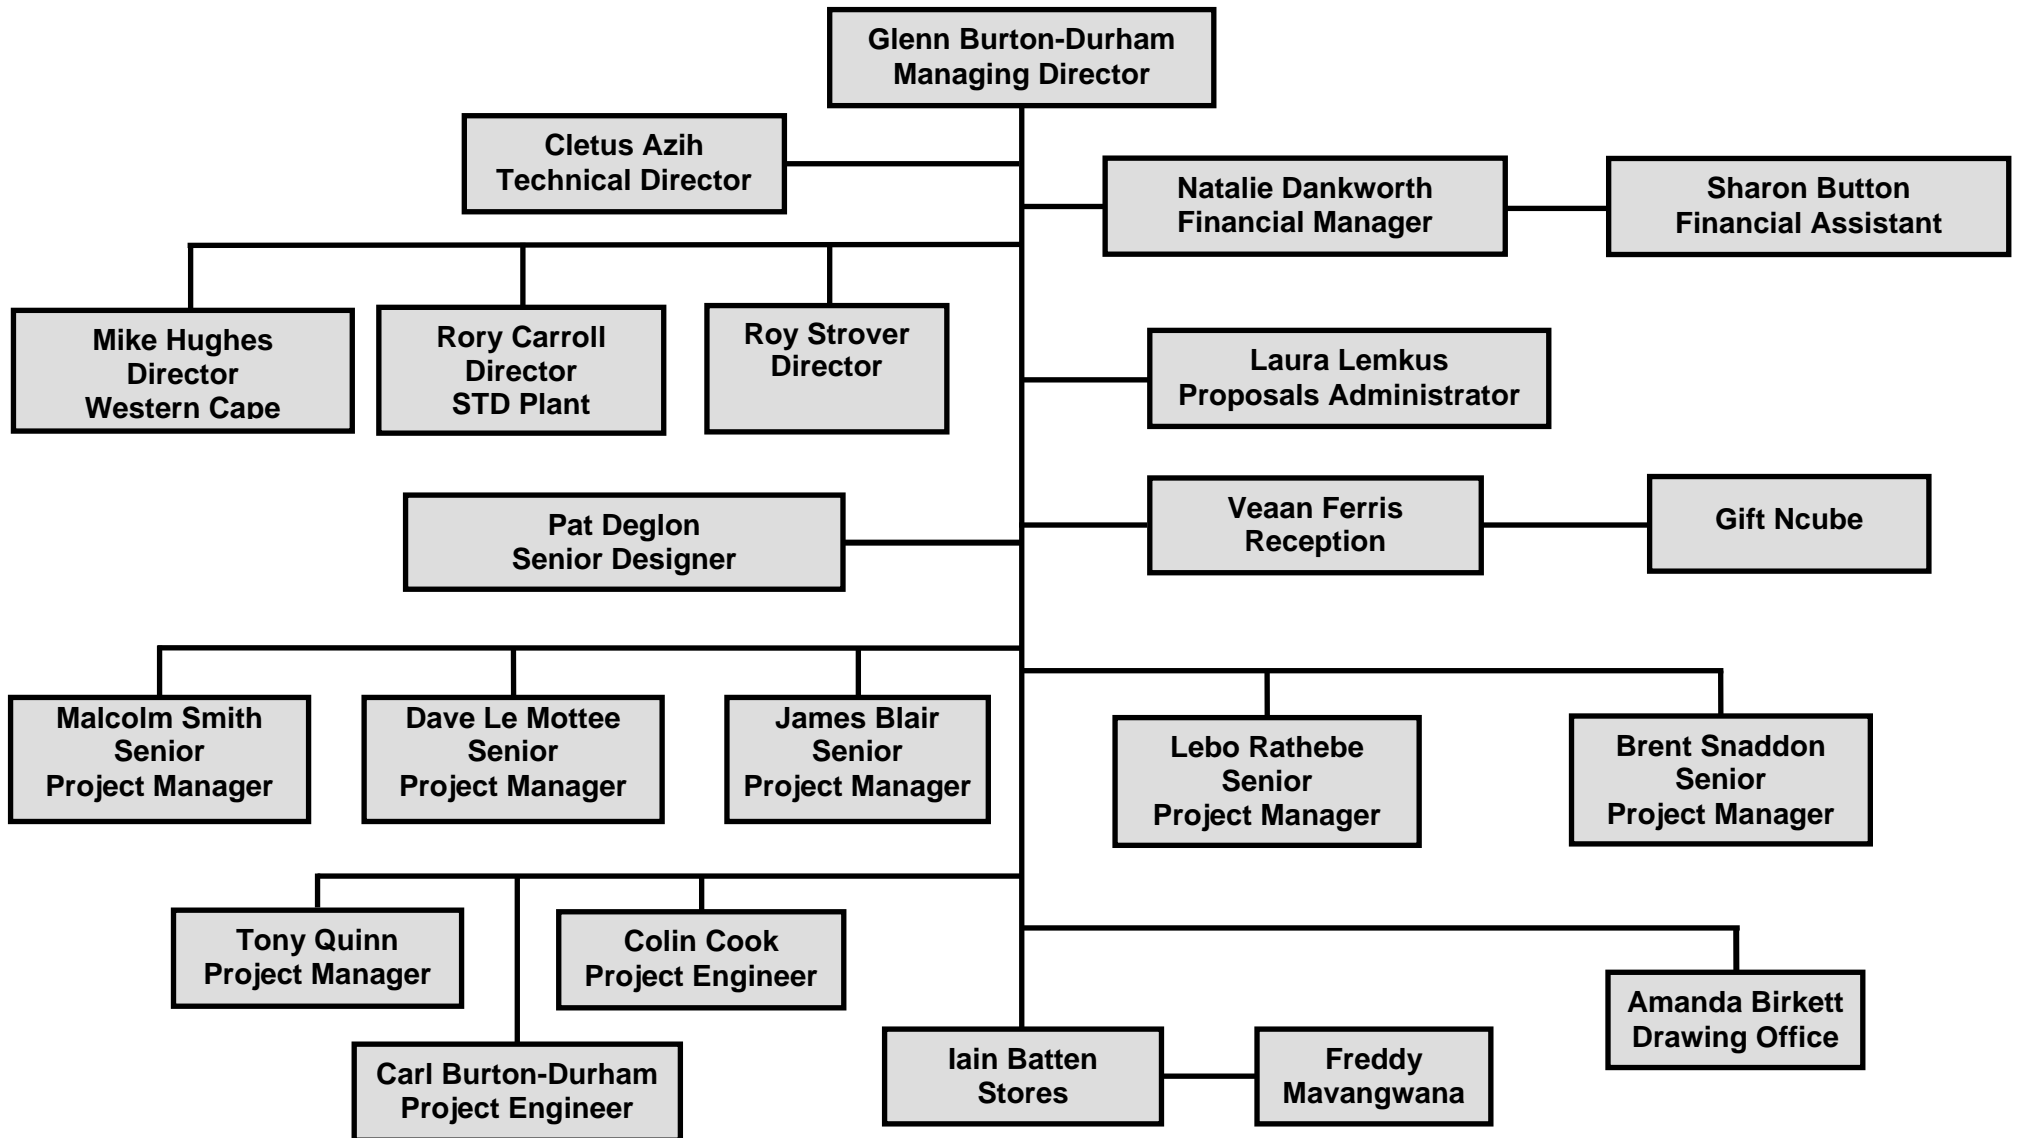 Glenn Burton-Durham
Managing Director
Cletus Azih
Technical Director
Natalie Dankworth
Financial Manager
Sharon Button
Financial Assistant
Mike Hughes
Director
Western Cape
Rory Carroll
Director
STD Plant
Roy Strover
Director
Laura Lemkus
Proposals Administrator
Pat Deglon
Senior Designer
Veaan Ferris
Reception
Gift Ncube
Malcolm Smith
Senior
Project Manager
Dave Le Mottee
Senior
Project Manager
James Blair
Senior
Project Manager
Lebo Rathebe
Senior
Project Manager
Brent Snaddon
Senior
Project Manager
Tony Quinn
Project Manager
Colin Cook
Project Engineer
Carl Burton-Durham
Project Engineer
Iain Batten
Stores
Freddy
Mavangwana
Amanda Birkett
Drawing Office